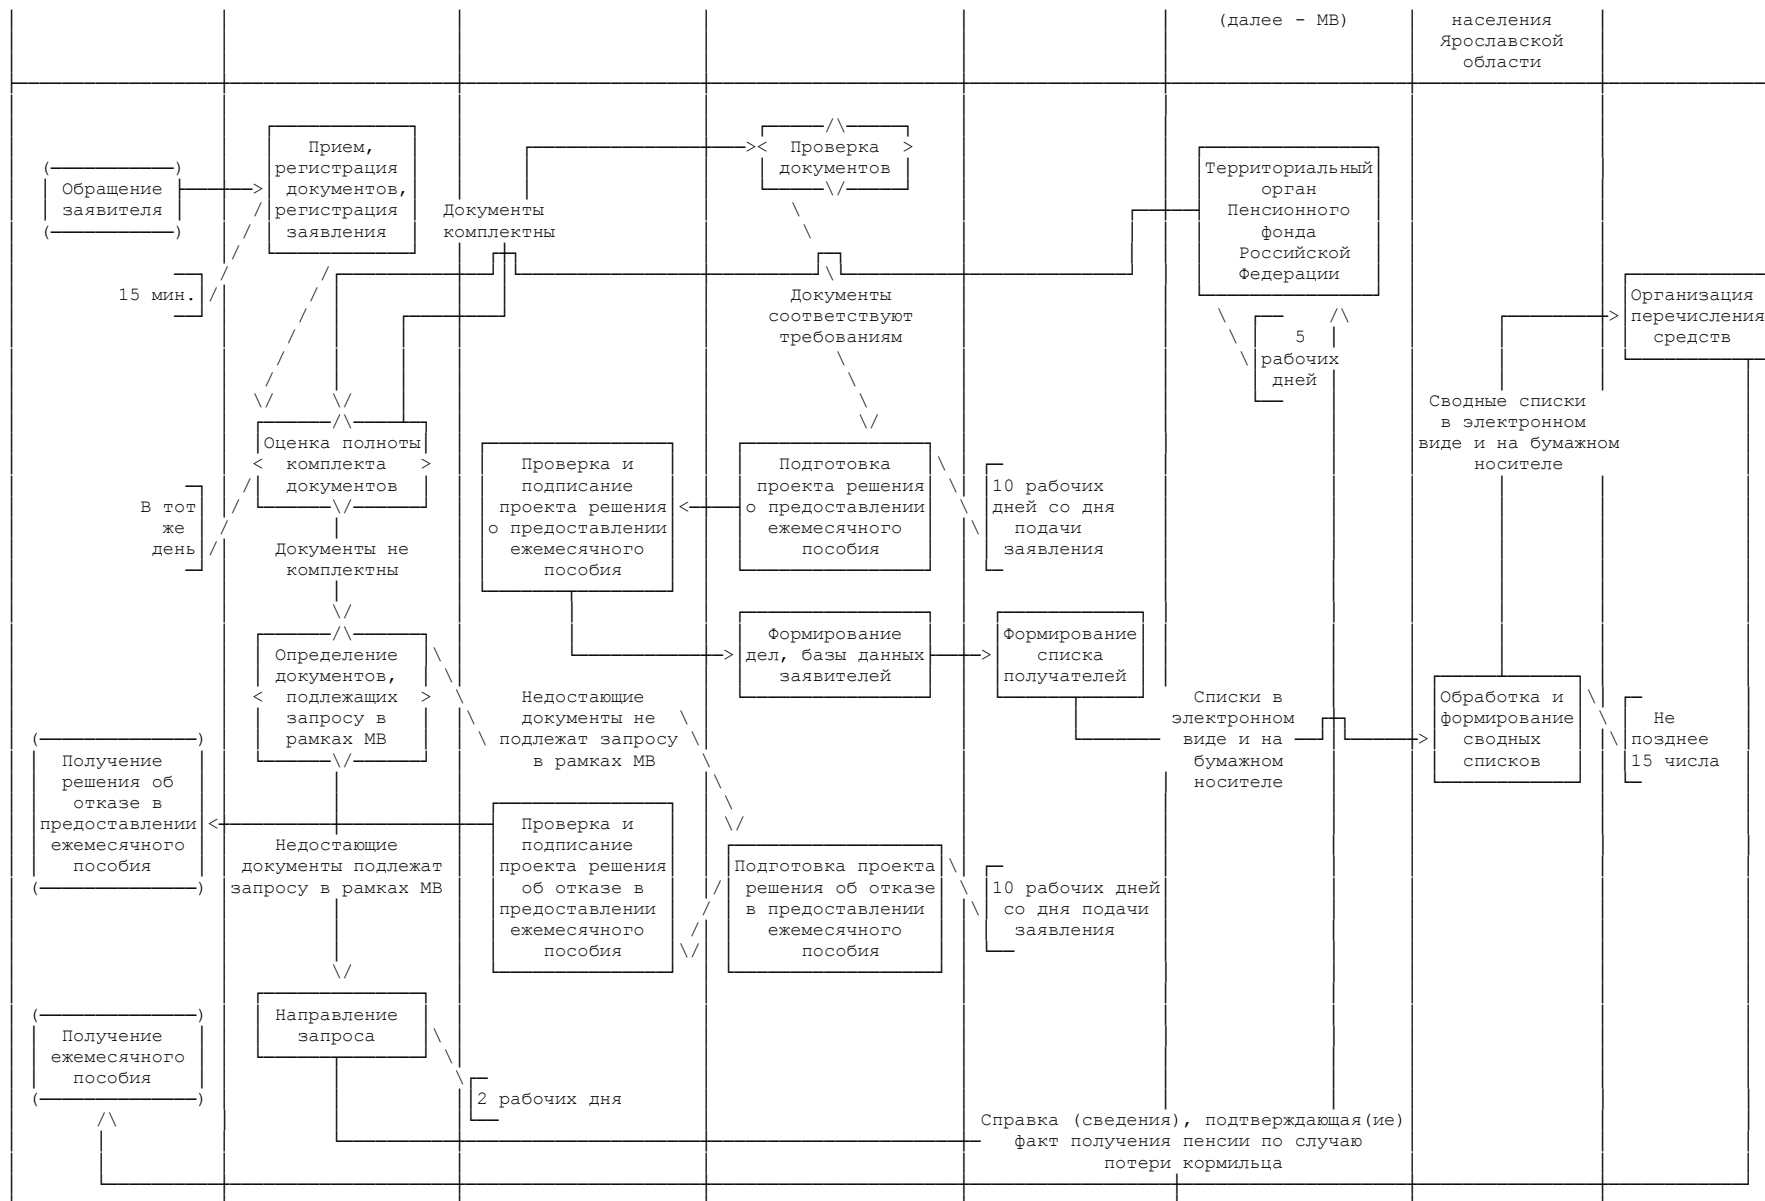 (далее - МВ)
населения
Ярославской
области
Обращение
заявителя
15 мин.
Прием,
регистрация
документов,
регистрация
заявления
Документы
комплектны
Проверка
документов
Документы
соответствуют
требованиям
Территориальный
орган
Пенсионного
фонда
Российской
Федерации
5
рабочих
дней
Организация
перечисления
средств
Сводные списки
в электронном
виде и на бумажном
носителе
Оценка полноты
комплекта
документов
В тот
же
день
Документы не
комплектны
Проверка и
подписание
проекта решения
о предоставлении
ежемесячного
пособия
Подготовка
проекта решения
о предоставлении
ежемесячного
пособия
10 рабочих
дней со дня
подачи
заявления
Определение
документов,
подлежащих
запросу в
рамках МВ
Формирование
дел, базы данных
заявителей
Формирование
списка
получателей
Недостающие
документы не
подлежат запросу
в рамках МВ
Списки в
электронном
виде и на
бумажном
носителе
Обработка и
формирование
сводных
списков
Не
позднее
15 числа
Получение
решения об
отказе в
предоставлении
ежемесячного
пособия
Недостающие
документы подлежат
запросу в рамках МВ
Проверка и
подписание
проекта решения
об отказе в
предоставлении
ежемесячного
пособия
Подготовка проекта
решения об отказе
в предоставлении
ежемесячного
пособия
10 рабочих дней
со дня подачи
заявления
Получение
ежемесячного
пособия
Направление
запроса
2 рабочих дня
Справка (сведения), подтверждающая(ие)
факт получения пенсии по случаю
потери кормильца